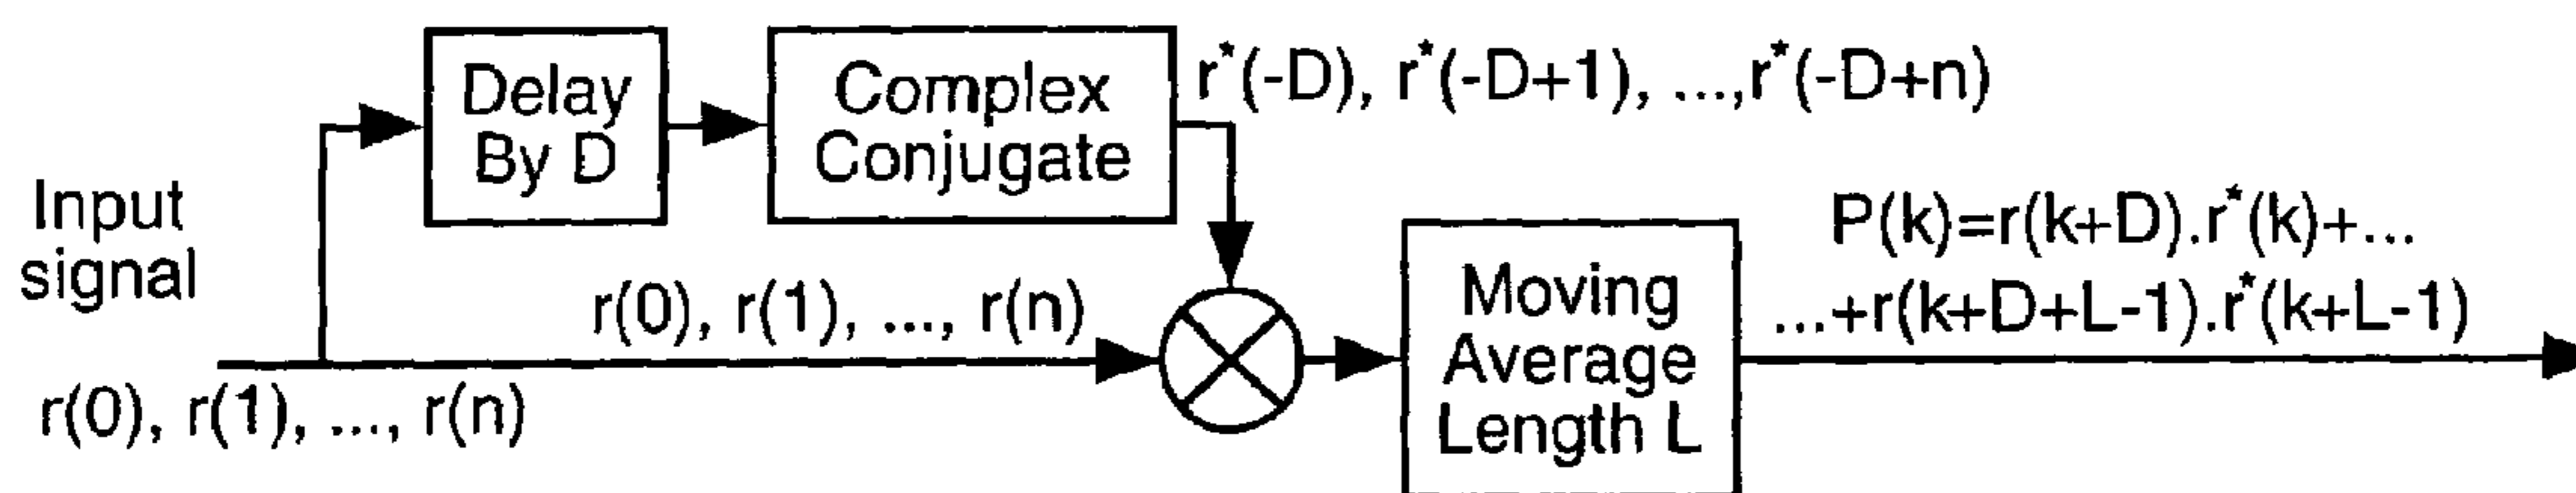 Delay
By D
Complex
Conjugate
r*(-D), r*(-D+1), ...,r*(-D+n)
Input
signal
r(0), r(1), ..., r(n)
r(0), r(1), ..., r(n)
Moving
Average
Length L
P(k)=r(k+D).r*(k)+...
...+r(k+D+L-1).r*(k+L-1)